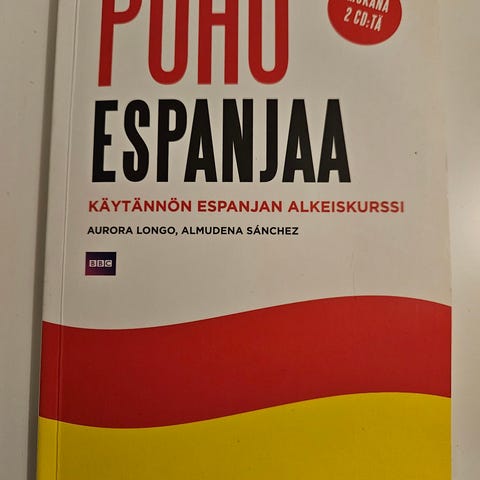 PUHU
2 CD:TÄ
ESPANJAA
KÄYTÄNNÖN ESPANJAN ALKEISKURSSI
AURORA LONGO, ALMUDENA SÁNCHEZ
BBC